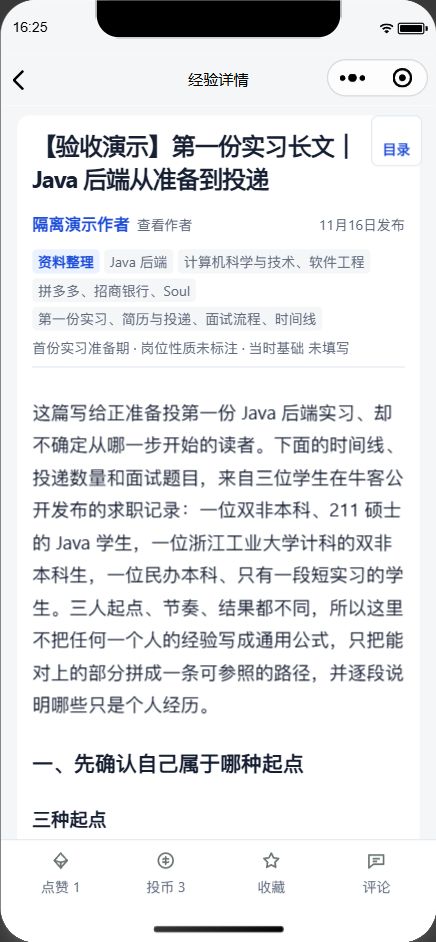 16:25
经验详情
【验收演示】第一份实习长文｜
Java 后端从准备到投递
目录
隔离演示作者 查看作者 11月16日发布
资料整理 Java 后端 计算机科学与技术、软件工程
拼多多、招商银行、Soul
第一份实习、简历与投递、面试流程、时间线
首份实习准备期 · 岗位性质未标注 · 当时基础 未填写
这篇写给正准备投第一份 Java 后端实习、却
不确定从哪一步开始的读者。下面的时间线、
投递数量和面试题目，来自三位学生在牛客公
开发布的求职记录：一位双非本科、211 硕士
的 Java 学生，一位浙江工业大学计科的双非
本科生，一位民办本科、只有一段短实习的学
生。三人起点、节奏、结果都不同，所以这里
不把任何一个人的经验写成通用公式，只把能
对上的部分拼成一条可参照的路径，并逐段说
明哪些只是个人经历。
一、先确认自己属于哪种起点
三种起点
点赞 1 投币 3 收藏 评论